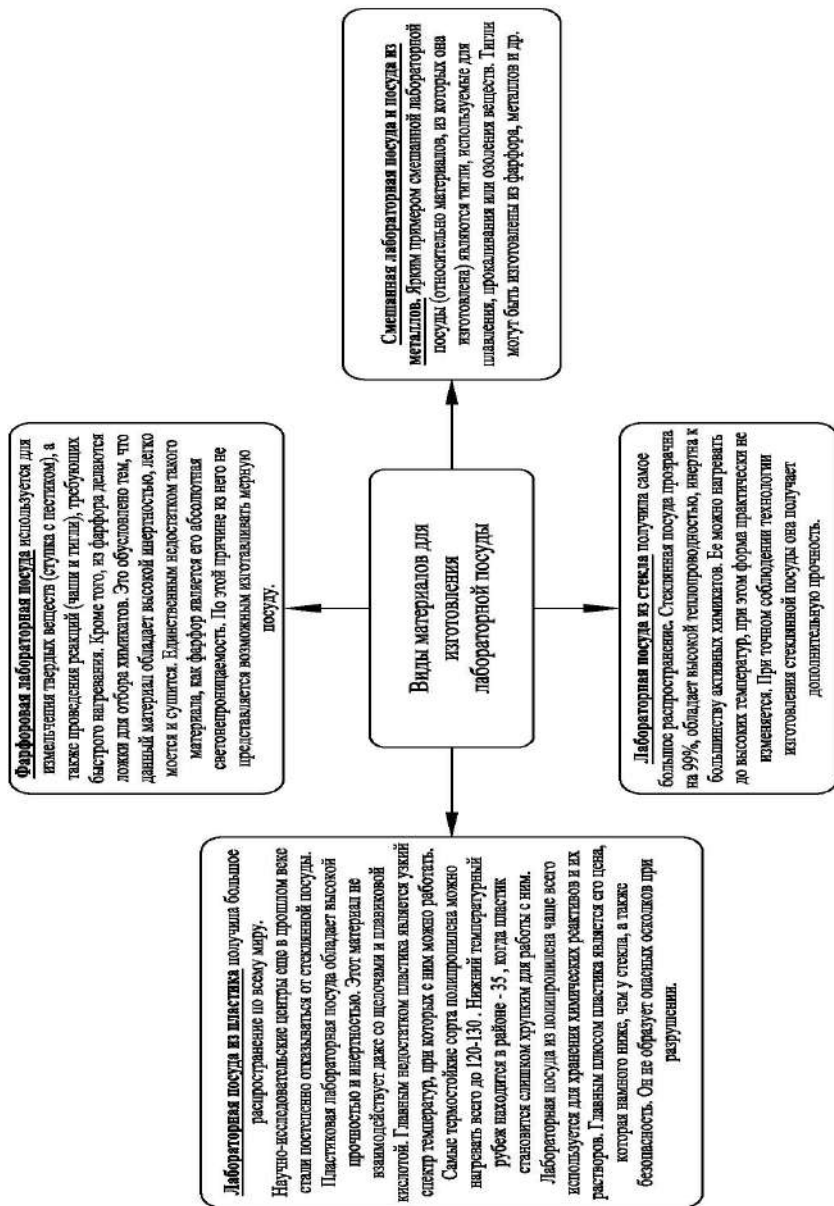 Виды материалов для
изготовления
лабораторной посуды
Фарфоровая лабораторная посуда используется для
измельчения твердых веществ (ступка с пестиком), а
также проведения реакций (чаши и тигли), требующих
быстрого нагревания. Кроме того, из фарфора делаются
ложки для отбора химикатов. Это обусловлено тем, что
данный материал обладает высокой инертностью, легко
моется и сушится. Единственным недостатком такого
материала, как фарфор является его абсолютная
светонепроницаемость. По этой причине из него не
представляется возможным изготавливать мерную
посуду.
Лабораторная посуда из пластика получила большое
распространение по всему миру.
Научно-исследовательские центры еще в прошлом веке
стали постепенно отказываться от стеклянной посуды.
Пластиковая лабораторная посуда обладает высокой
прочностью и инертностью. Этот материал не
взаимодействует даже со щелочами и плавиковой
кислотой. Главным недостатком пластика является узкий
спектр температур, при которых с ним можно работать.
Самые термостойкие сорта полипропилена можно
нагревать всего до 120-130 . Нижний температурный
рубеж находится в районе - 35 , когда пластик
становится слишком хрупким для работы с ним.
Лабораторная посуда из полипропилена чаще всего
используется для хранения химических реактивов и их
растворов. Главным плюсом пластика является его цена,
которая намного ниже, чем у стекла, а также
безопасность. Он не образует опасных осколков при
разрушении.
Смешанная лабораторная посуда и посуда из
металлов. Ярким примером смешанной лабораторной
посуды (относительно материалов, из которых она
изготовлена) являются тигли, используемые для
плавления, прокаливания или озоления веществ. Тигли
могут быть изготовлены из фарфора, металлов и др.
Лабораторная посуда из стекла получила самое
большое распространение. Стеклянная посуда прозрачна
на 99%, обладает высокой теплопроводностью, инертна к
большинству активных химикатов. Ее можно нагревать
до высоких температур, при этом форма практически не
изменяется. При точном соблюдении технологии
изготовления стеклянной посуды она получает
дополнительную прочность.